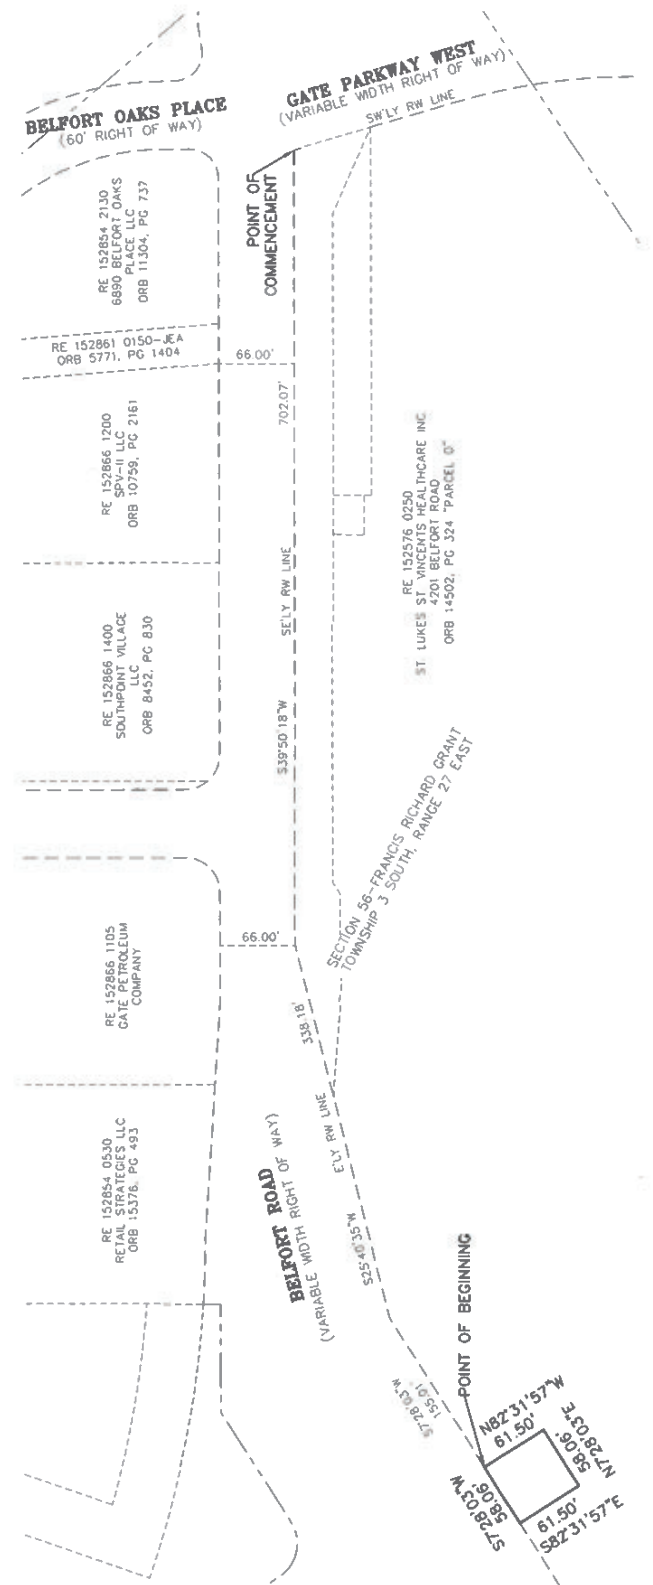 GATE PARKWAY WEST
(VARIABLE WIDTH RIGHT OF WAY)
SW'LY RW LINE
BELFORT OAKS PLACE
(60' RIGHT OF WAY)
POINT OF
COMMENCEMENT
RE 152854 2130
6890 BELFORT OAKS
PLACE LLC
ORB 11304, PG 737
RE 152861 0150-JEA
ORB 5771, PG 1404
66.00'
702.07'
RE 152866 1200
SPV-II LLC
ORB 10759, PG 2161
RE 152576 0250
ST LUKES ST VINCENTS HEALTHCARE INC
4201 BELFORT ROAD
ORB 14502, PG 324 "PARCEL O"
SE'LY RW LINE
RE 152866 1400
SOUTHPOINT VILLAGE
LLC
ORB 8452, PG 830
S39°50'18"W
SECTION 56-FRANCIS RICHARD GRANT
TOWNSHIP 3 SOUTH, RANGE 27 EAST
RE 152866 1105
GATE PETROLEUM
COMPANY
66.00'
338.18'
E'LY RW LINE
RE 152854 0530
RETAIL STRATEGIES LLC
ORB 15376, PG 493
BELFORT ROAD
(VARIABLE WIDTH RIGHT OF WAY)
S25°40'35"W
POINT OF BEGINNING
S7°28'03"W
155.01'
N82°31'57"W
61.50'
N7°28'03"E
58.06'
S7°28'03"W
58.06'
61.50'
S82°31'57"E